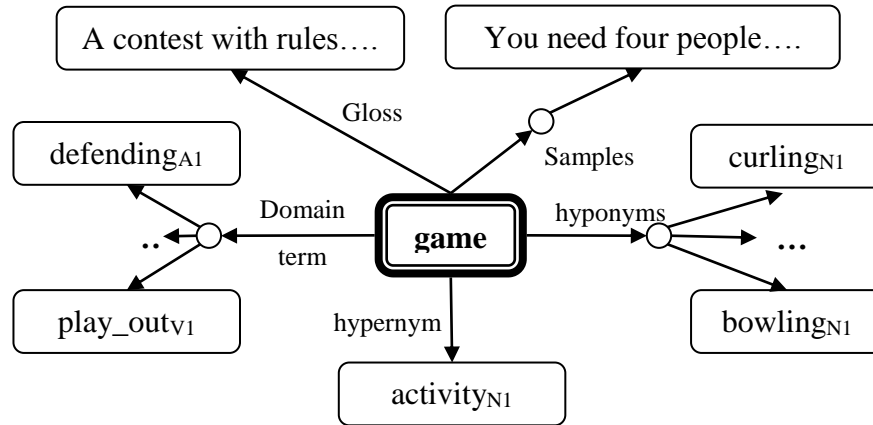 A contest with rules….
You need four people….
Gloss
Samples
defendingA1
curlingN1
Domain
hyponyms
..
game
...
term
play_outV1
hypernym
bowlingN1
activityN1